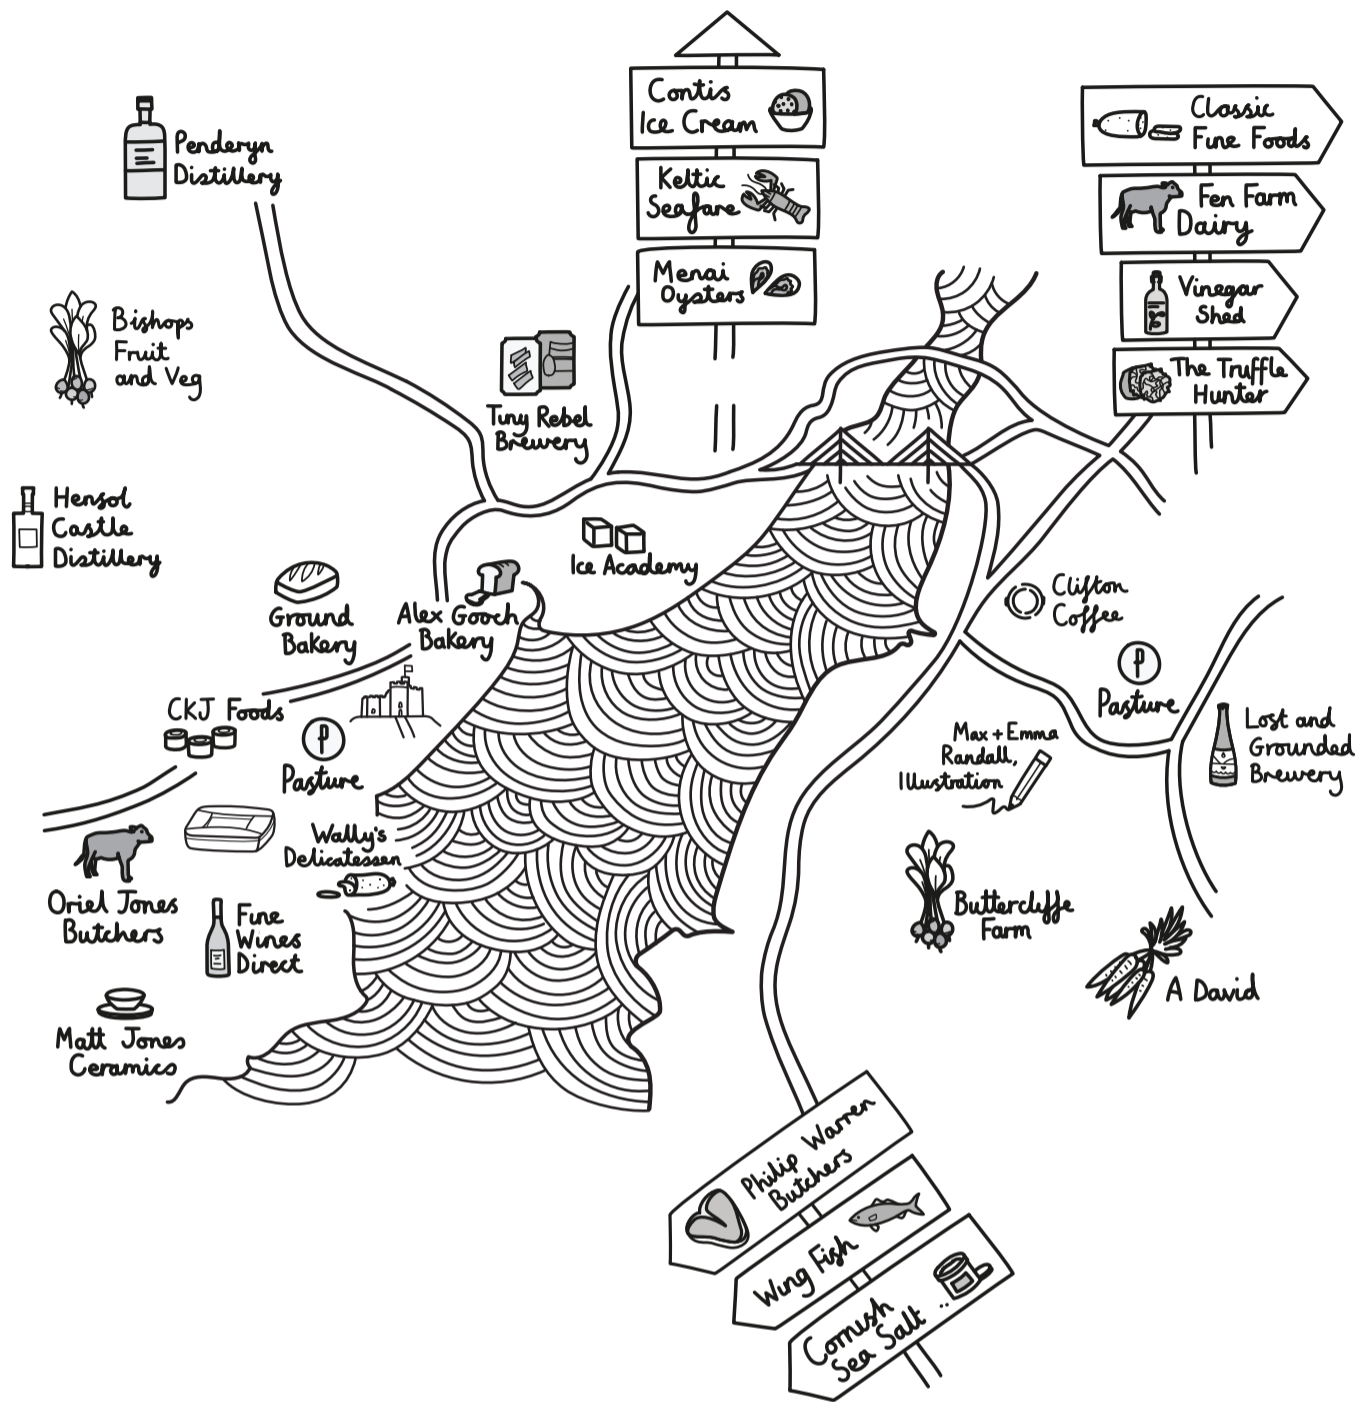 Contis
Ice Cream
Keltic
Seafare
Menai
Oysters
Classic
Fine Foods
Fen Farm
Dairy
Vinegar
Shed
The Truffle
Hunter
Penderyn
Distillery
Bishops
Fruit
and Veg
Tiny Rebel
Brewery
Hensol
Castle
Distillery
Ice Academy
Ground
Bakery
Alex Gooch
Bakery
Clifton
Coffee
P
Pasture
CKJ Foods
P
Pasture
Max + Emma
Randall,
Illustration
Lost and
Grounded
Brewery
Wally's
Delicatessen
Oriel Jones
Butchers
Fine
Wines
Direct
Buttercliffe
Farm
A David
Matt Jones
Ceramics
Philip Warren
Butchers
Wing Fish
Cornish
Sea Salt